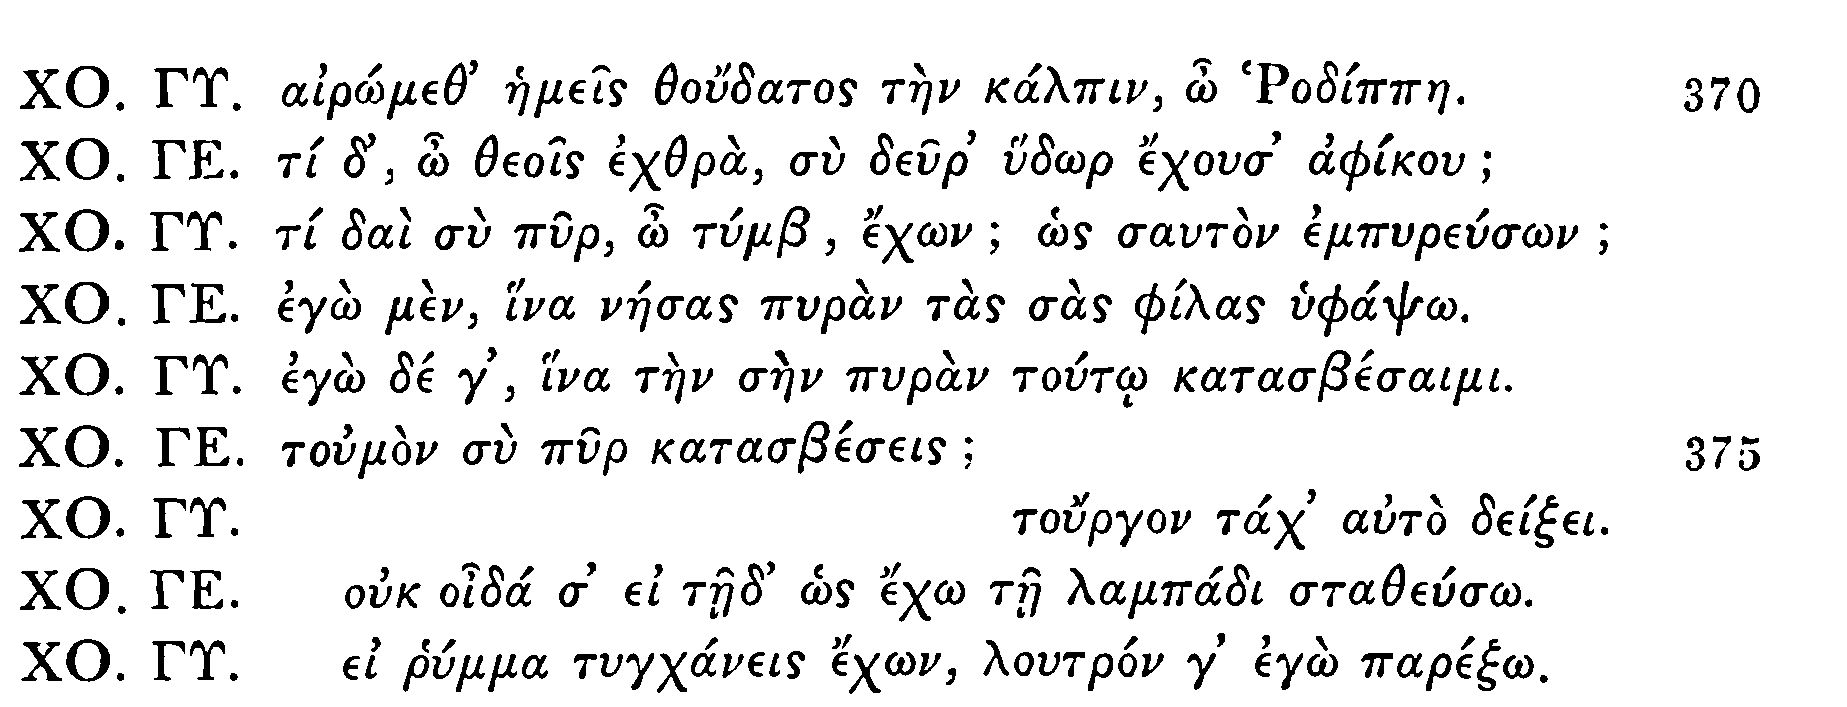 ΧΟ. ΓΥ. αἰρώμεθ’ ἡμεῖς θοὔδατος τὴν κάλπιν, ὦ Ῥοδίππη. 370
ΧΟ. ΓΕ. τί δ’, ὦ θεοῖς ἐχθρὰ, σὺ δεῦρ’ ὕδωρ ἔχουσ’ ἀφίκου ;
ΧΟ. ΓΥ. τί δαὶ σὺ πῦρ, ὦ τύμβ , ἔχων ; ὡς σαυτὸν ἐμπυρεύσων ;
ΧΟ. ΓΕ. ἐγὼ μὲν, ἵνα νήσας πυρὰν τὰς σὰς φίλας ὑφάψω.
ΧΟ. ΓΥ. ἐγὼ δέ γ’, ἵνα τὴν σὴν πυρὰν τούτῳ κατασβέσαιμι.
ΧΟ. ΓΕ. τοὐμὸν σὺ πῦρ κατασβέσεις ; 375
ΧΟ. ΓΥ. τοὔργον τάχ’ αὐτὸ δείξει.
ΧΟ. ΓΕ. οὐκ οἶδά σ’ εἰ τῇδ’ ὡς ἔχω τῇ λαμπάδι σταθεύσω.
ΧΟ. ΓΥ. εἰ ῥύμμα τυγχάνεις ἔχων, λουτρόν γ’ ἐγὼ παρέξω.